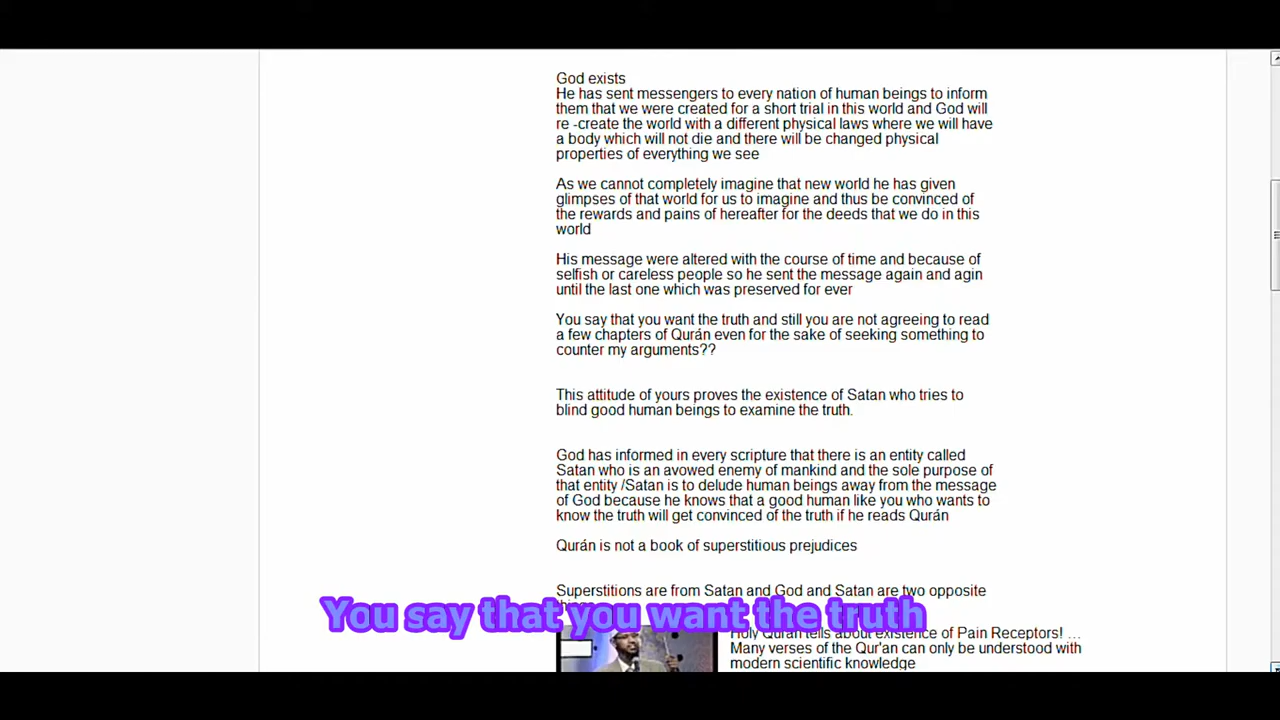 God exists
He has sent messengers to every nation of human beings to inform
them that we were created for a short trial in this world and God will
re -create the world with a different physical laws where we will have
a body which will not die and there will be changed physical
properties of everything we see
As we cannot completely imagine that new world he has given
glimpses of that world for us to imagine and thus be convinced of
the rewards and pains of hereafter for the deeds that we do in this
world
His message were altered with the course of time and because of
selfish or careless people so he sent the message again and agin
until the last one which was preserved for ever
You say that you want the truth and still you are not agreeing to read
a few chapters of Qurán even for the sake of seeking something to
counter my arguments??
This attitude of yours proves the existence of Satan who tries to
blind good human beings to examine the truth.
God has informed in every scripture that there is an entity called
Satan who is an avowed enemy of mankind and the sole purpose of
that entity /Satan is to delude human beings away from the message
of God because he knows that a good human like you who wants to
know the truth will get convinced of the truth if he reads Qurán
Qurán is not a book of superstitious prejudices
Superstitions are from Satan and God and Satan are two opposite
You say that you want the truth
Holy Quran tells about existence of Pain Receptors! ...
Many verses of the Qur'an can only be understood with
modern scientific knowledge